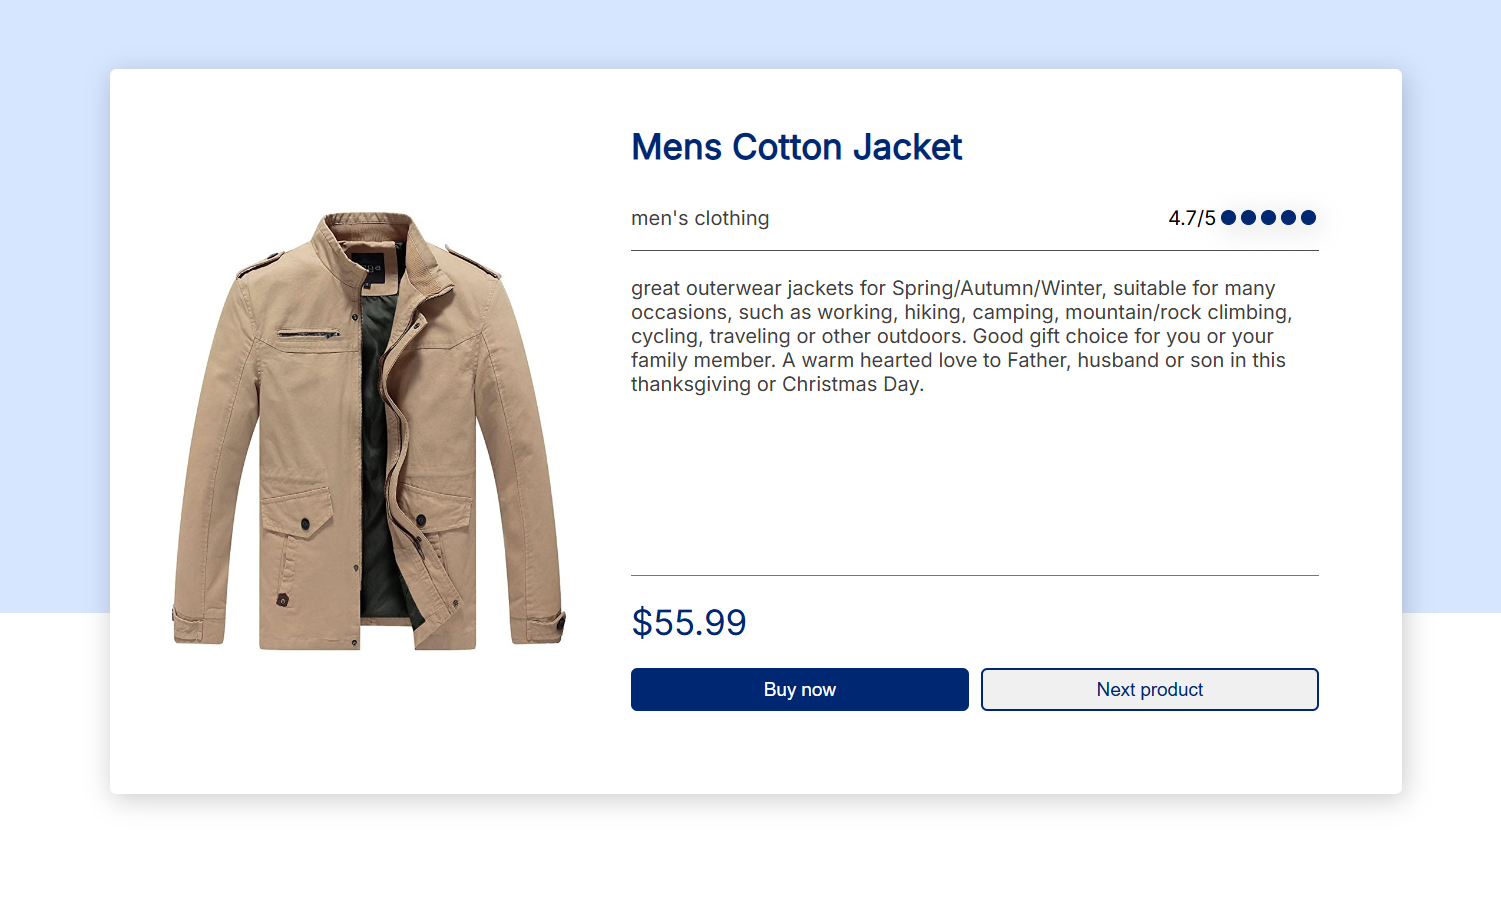 Mens Cotton Jacket
men's clothing
4.7/5
great outerwear jackets for Spring/Autumn/Winter, suitable for many
occasions, such as working, hiking, camping, mountain/rock climbing,
cycling, traveling or other outdoors. Good gift choice for you or your
family member. A warm hearted love to Father, husband or son in this
thanksgiving or Christmas Day.
$55.99
Buy now
Next product